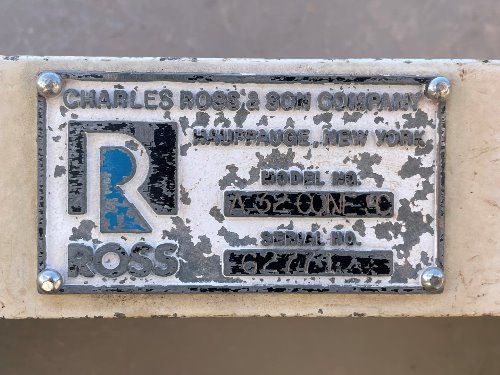 CHARLES ROSS & SON COMPANY
HAUPPAUGE, NEW YORK
R
ROSS
MODEL NO.
SERIAL NO.